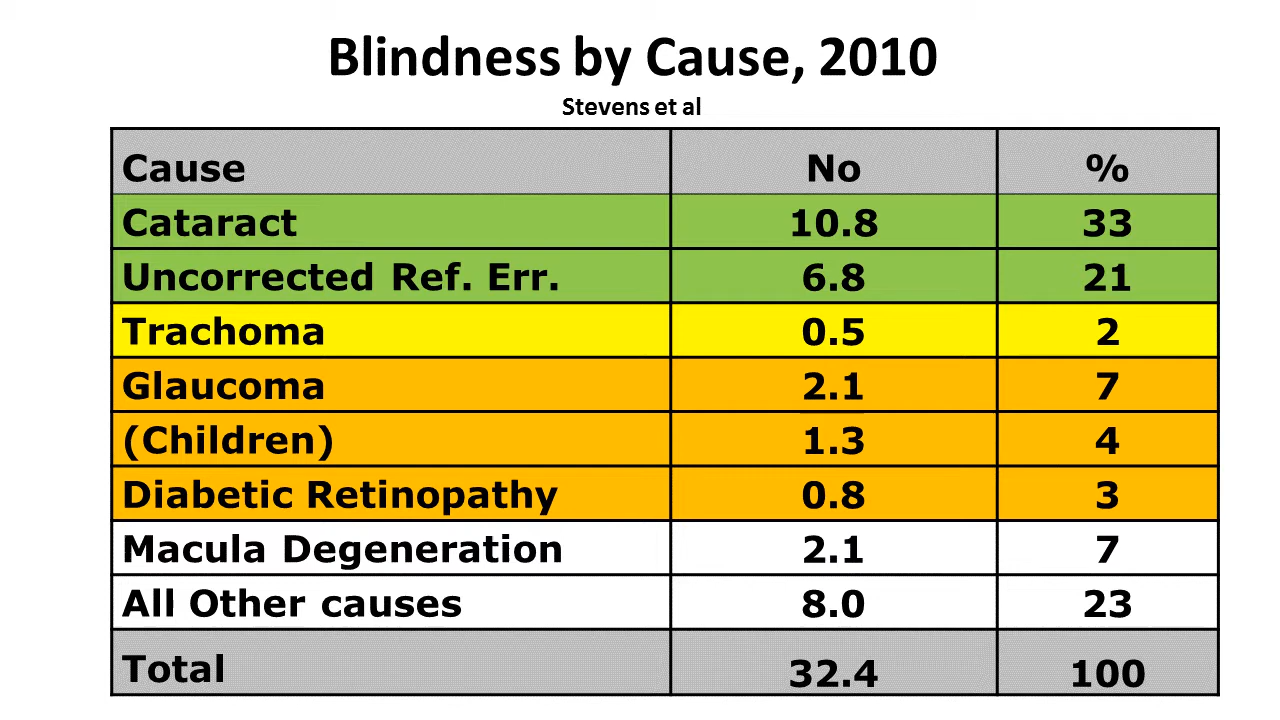 Blindness by Cause, 2010
Stevens et al
Cause No %
Cataract 10.8 33
Uncorrected Ref. Err. 6.8 21
Trachoma 0.5 2
Glaucoma 2.1 7
(Children) 1.3 4
Diabetic Retinopathy 0.8 3
Macula Degeneration 2.1 7
All Other causes 8.0 23
Total 32.4 100